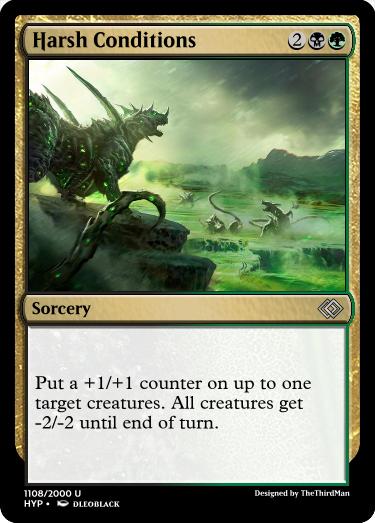 Harsh Conditions 2
Sorcery
Put a +1/+1 counter on up to one
target creatures. All creatures get
-2/-2 until end of turn.
1108/2000 U
Designed by TheThirdMan
HYP • DLEOBLACK